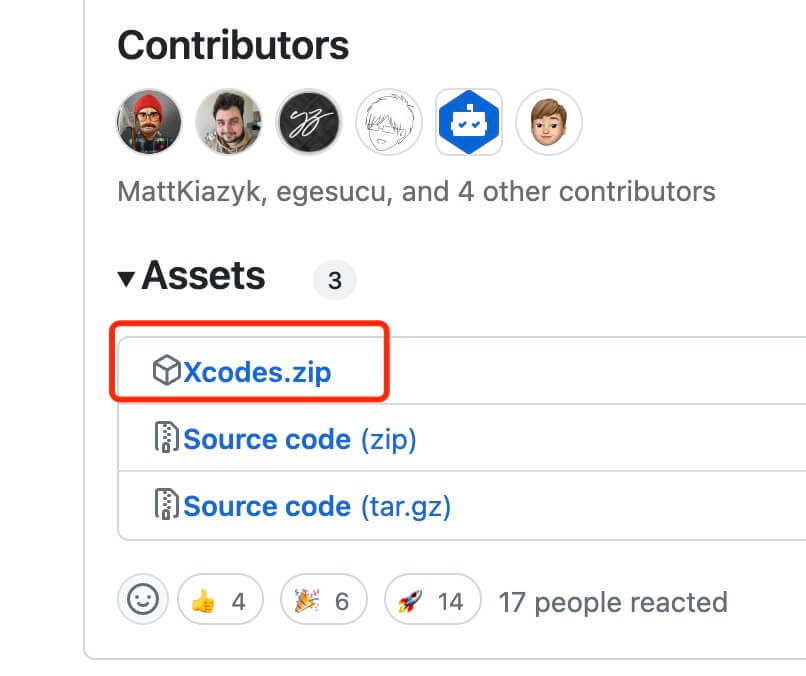 Contributors
MattKiazyk, egesucu, and 4 other contributors
Assets 3
Xcodes.zip
Source code (zip)
Source code (tar.gz)
4 6 14 17 people reacted